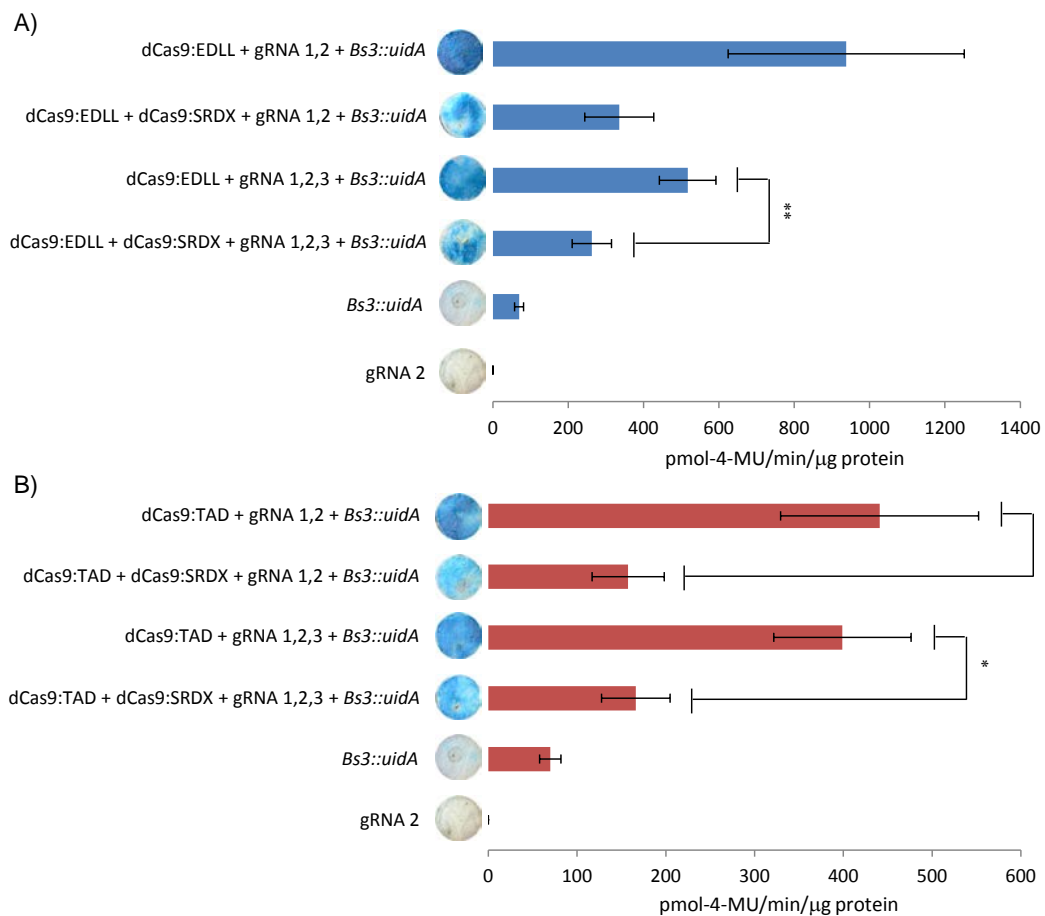 A)
dCas9:EDLL + gRNA 1,2 + Bs3::uidA
dCas9:EDLL + dCas9:SRDX + gRNA 1,2 + Bs3::uidA
dCas9:EDLL + gRNA 1,2,3 + Bs3::uidA
**
dCas9:EDLL + dCas9:SRDX + gRNA 1,2,3 + Bs3::uidA
Bs3::uidA
gRNA 2
0 200 400 600 800 1000 1200 1400
pmol-4-MU/min/μg protein
B)
dCas9:TAD + gRNA 1,2 + Bs3::uidA
dCas9:TAD + dCas9:SRDX + gRNA 1,2 + Bs3::uidA
dCas9:TAD + gRNA 1,2,3 + Bs3::uidA
*
dCas9:TAD + dCas9:SRDX + gRNA 1,2,3 + Bs3::uidA
Bs3::uidA
gRNA 2
0 100 200 300 400 500 600
pmol-4-MU/min/μg protein